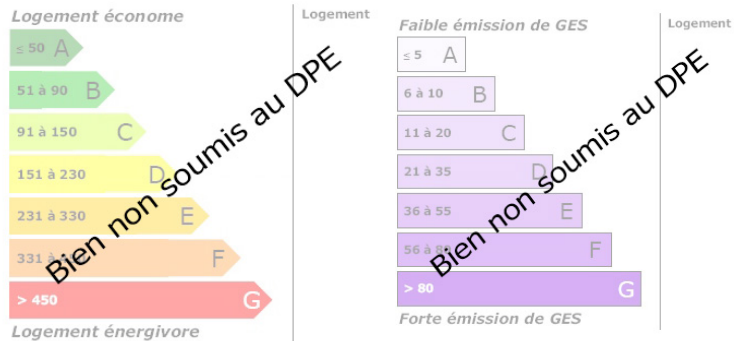 Logement économe
Logement
≤ 50 A
51 à 90 B
91 à 150 C
151 à 230 D
231 à 330 E
331 à F
> 450 G
Logement énergivore
Bien non soumis au DPE
Faible émission de GES
Logement
≤ 5 A
6 à 10 B
11 à 20 C
21 à 35 D
36 à 55 E
56 à 80 F
> 80 G
Forte émission de GES
Bien non soumis au DPE